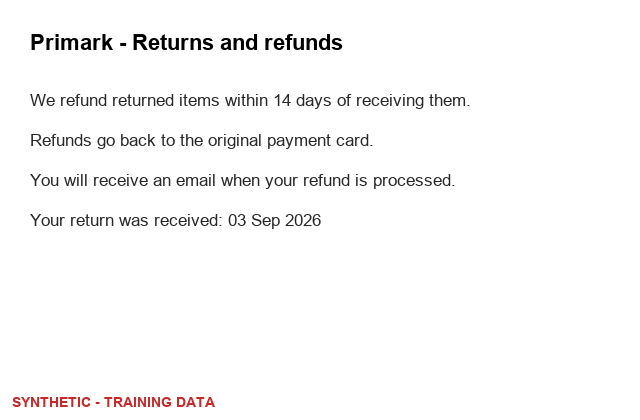 Primark - Returns and refunds
We refund returned items within 14 days of receiving them.
Refunds go back to the original payment card.
You will receive an email when your refund is processed.
Your return was received: 03 Sep 2026
SYNTHETIC - TRAINING DATA